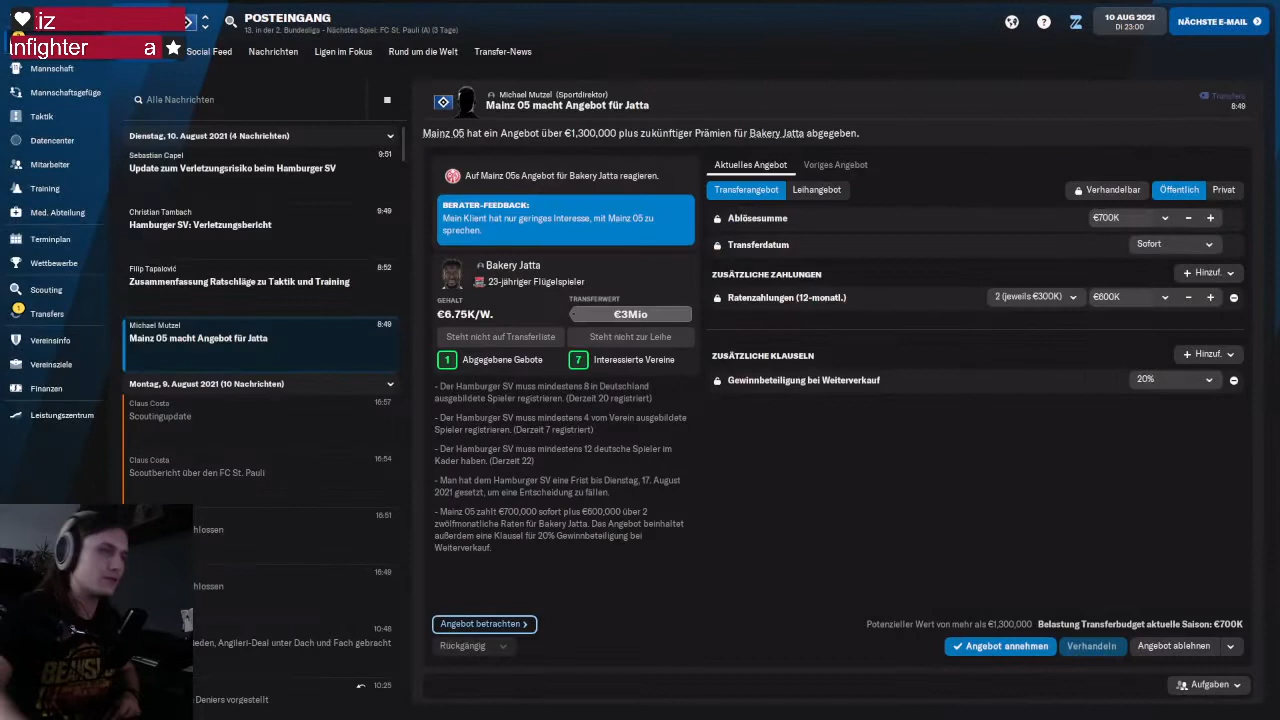 iz
nfighter a
POSTEINGANG
13. in der 2. Bundesliga - Nächstes Spiel: FC St. Pauli (A) (3 Tage)
10 AUG 2021
DI 23:00
NÄCHSTE E-MAIL
Social Feed
Nachrichten
Ligen im Fokus
Rund um die Welt
Transfer-News
Mannschaft
Mannschaftsgefüge
Taktik
Datencenter
Mitarbeiter
Training
Med. Abteilung
Terminplan
Wettbewerbe
Scouting
1
Transfers
Vereinsinfo
Vereinsziele
Finanzen
Leistungszentrum
Alle Nachrichten
Dienstag, 10. August 2021 (4 Nachrichten)
Sebastian Capel 9:51
Update zum Verletzungsrisiko beim Hamburger SV
Christian Tambach 9:49
Hamburger SV: Verletzungsbericht
Filip Tapalović 8:52
Zusammenfassung Ratschläge zu Taktik und Training
Michael Mutzel 8:49
Mainz 05 macht Angebot für Jatta
Montag, 9. August 2021 (10 Nachrichten)
Claus Costa 16:57
Scoutingupdate
Claus Costa 16:54
Scoutbericht über den FC St. Pauli
16:51
hlossen
16:49
hlossen
10:48
ieden, Angileri-Deal unter Dach und Fach gebracht
10:25
Deniers vorgestellt
Michael Mutzel (Sportdirektor)
Mainz 05 macht Angebot für Jatta
Transfers
8:49
Mainz 05 hat ein Angebot über €1,300,000 plus zukünftiger Prämien für Bakery Jatta abgegeben.
Auf Mainz 05s Angebot für Bakery Jatta reagieren.
BERATER-FEEDBACK:
Mein Klient hat nur geringes Interesse, mit Mainz 05 zu
sprechen.
Bakery Jatta
23-jähriger Flügelspieler
GEHALT
€6.75K/W.
TRANSFERWERT
€3Mio
Steht nicht auf Transferliste
Steht nicht zur Leihe
1 Abgegebene Gebote
7 Interessierte Vereine
- Der Hamburger SV muss mindestens 8 in Deutschland
ausgebildete Spieler registrieren. (Derzeit 20 registriert)
- Der Hamburger SV muss mindestens 4 vom Verein ausgebildete
Spieler registrieren. (Derzeit 7 registriert)
- Der Hamburger SV muss mindestens 12 deutsche Spieler im
Kader haben. (Derzeit 22)
- Man hat dem Hamburger SV eine Frist bis Dienstag, 17. August
2021 gesetzt, um eine Entscheidung zu fällen.
- Mainz 05 zahlt €700,000 sofort plus €600,000 über 2
zwölfmonatliche Raten für Bakery Jatta. Das Angebot beinhaltet
außerdem eine Klausel für 20% Gewinnbeteiligung bei
Weiterverkauf.
Angebot betrachten
Rückgängig
Aktuelles Angebot
Voriges Angebot
Transferangebot
Leihangebot
Verhandelbar
Öffentlich
Privat
Ablösesumme €700K
Transferdatum Sofort
ZUSÄTZLICHE ZAHLUNGEN Hinzuf.
Ratenzahlungen (12-monatl.) 2 (jeweils €300K) €600K
ZUSÄTZLICHE KLAUSELN Hinzuf.
Gewinnbeteiligung bei Weiterverkauf 20%
Potenzieller Wert von mehr als €1,300,000 Belastung Transferbudget aktuelle Saison: €700K
Angebot annehmen
Verhandeln
Angebot ablehnen
Aufgaben